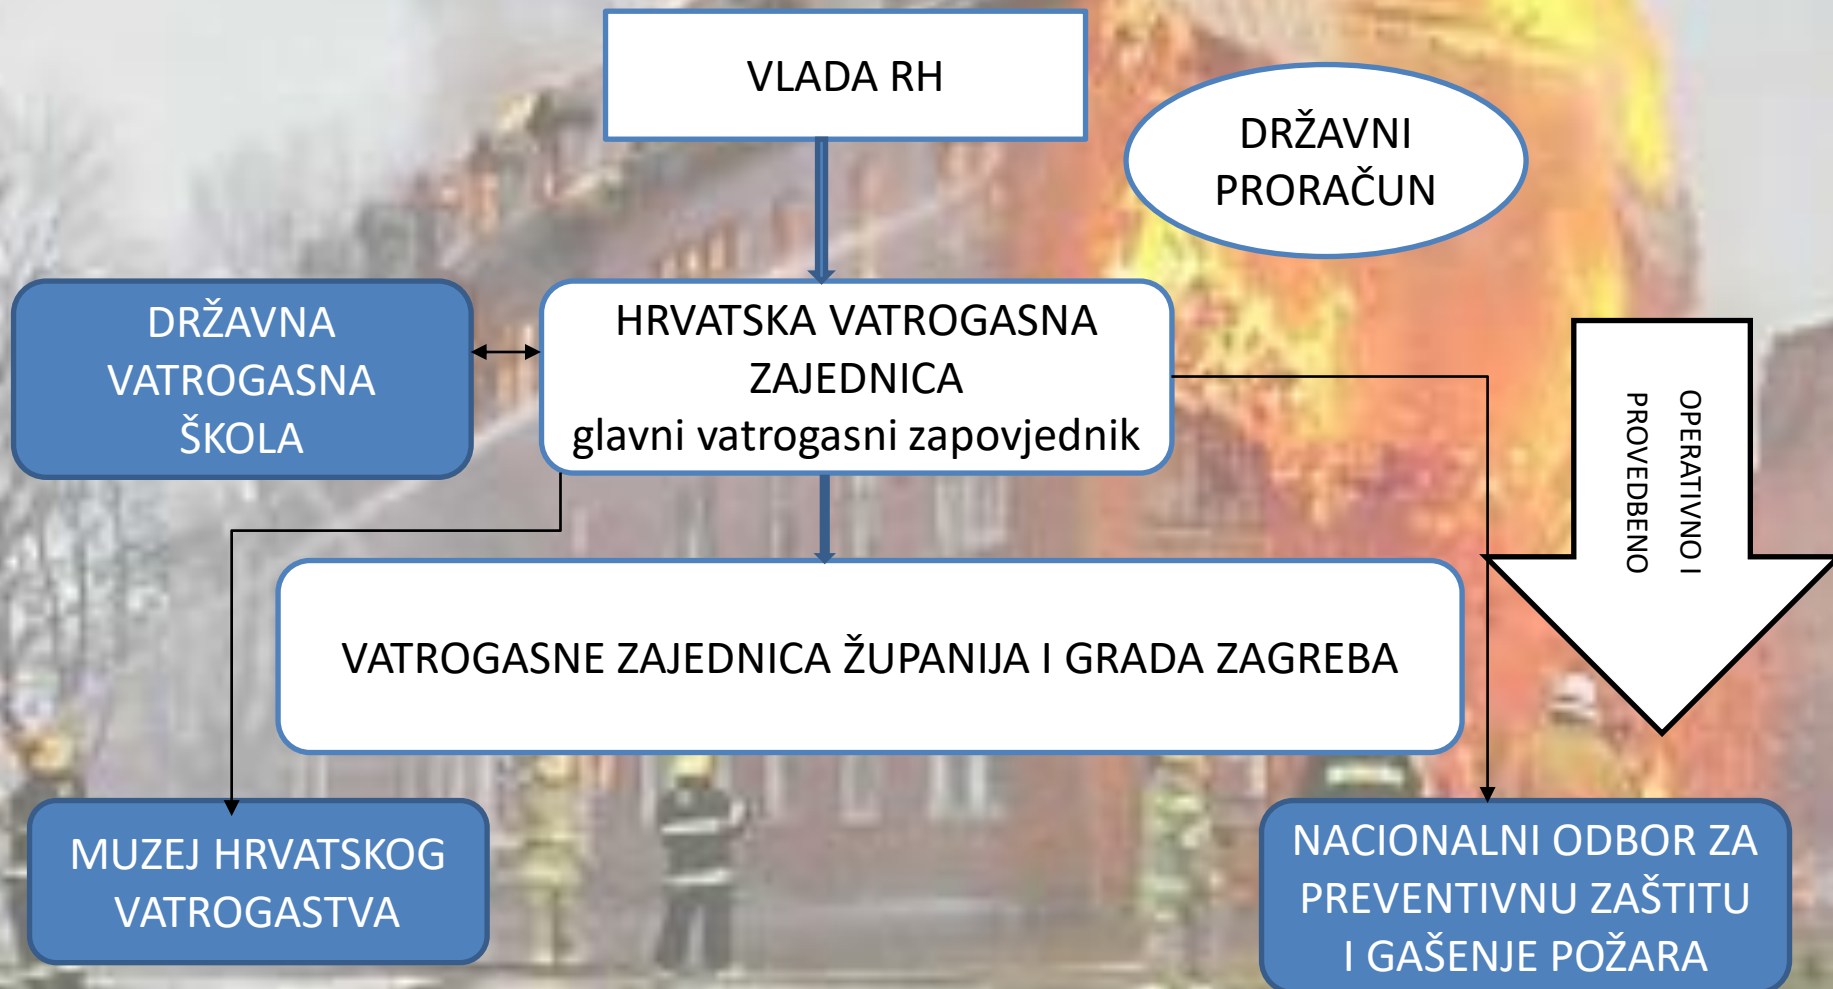 VLADA RH
DRŽAVNI
PRORAČUN
DRŽAVNA
VATROGASNA
ŠKOLA
HRVATSKA VATROGASNA
ZAJEDNICA
glavni vatrogasni zapovjednik
OPERATIVNO I
PROVEDBENO
VATROGASNE ZAJEDNICA ŽUPANIJA I GRADA ZAGREBA
MUZEJ HRVATSKOG
VATROGASTVA
NACIONALNI ODBOR ZA
PREVENTIVNU ZAŠTITU
I GAŠENJE POŽARA